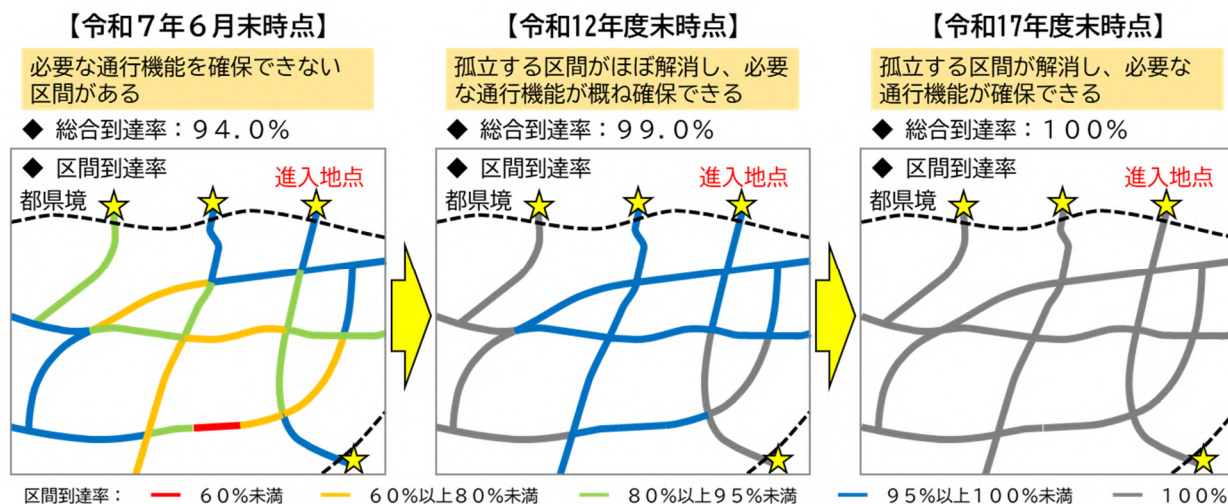 【令和７年６月末時点】
必要な通行機能を確保できない
区間がある
◆ 総合到達率：９４.０％
◆ 区間到達率
進入地点
都県境
【令和12年度末時点】
孤立する区間がほぼ解消し、必要
な通行機能が概ね確保できる
◆ 総合到達率：９９.０％
◆ 区間到達率
進入地点
都県境
【令和17年度末時点】
孤立する区間が解消し、必要な
通行機能が確保できる
◆ 総合到達率：１００％
◆ 区間到達率
進入地点
都県境
区間到達率： ６０％未満 ６０％以上８０％未満 ８０％以上９５％未満 ９５％以上１００％未満 １００％